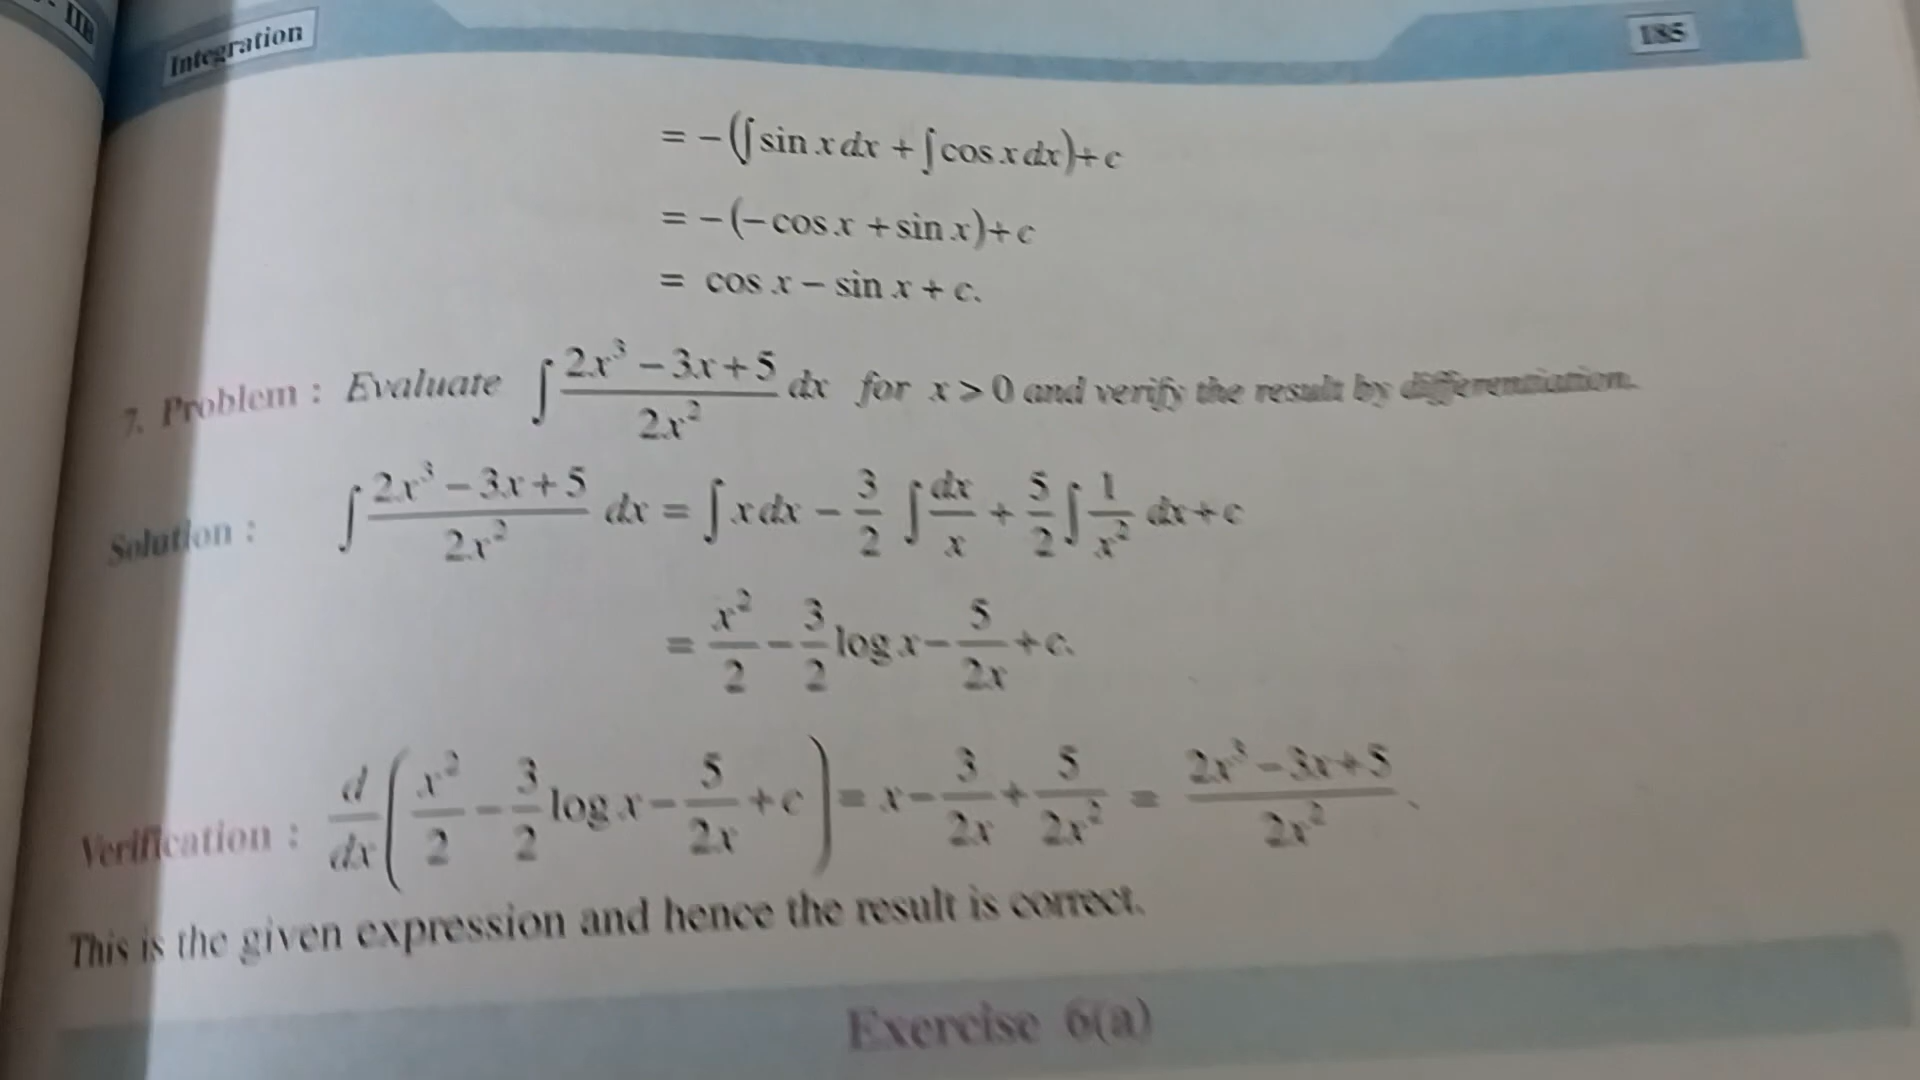 - IIB
Integration
185
= – (∫ sin x dx + ∫ cos x dx) + c
= – (– cos x + sin x) + c
= cos x – sin x + c.
7. Problem : Evaluate ∫ (2x³ – 3x + 5)/(2x²) dx for x > 0 and verify the result by differentiation.
Solution : ∫ (2x³ – 3x + 5)/(2x²) dx = ∫ x dx – 3/2 ∫ dx/x + 5/2 ∫ 1/x² dx + c
= x²/2 – 3/2 log x – 5/2x + c.
Verification : d/dx (x²/2 – 3/2 log x – 5/2x + c) = x – 3/2x + 5/2x² = (2x³ – 3x + 5)/(2x²).
This is the given expression and hence the result is correct.
Exercise 6(a)